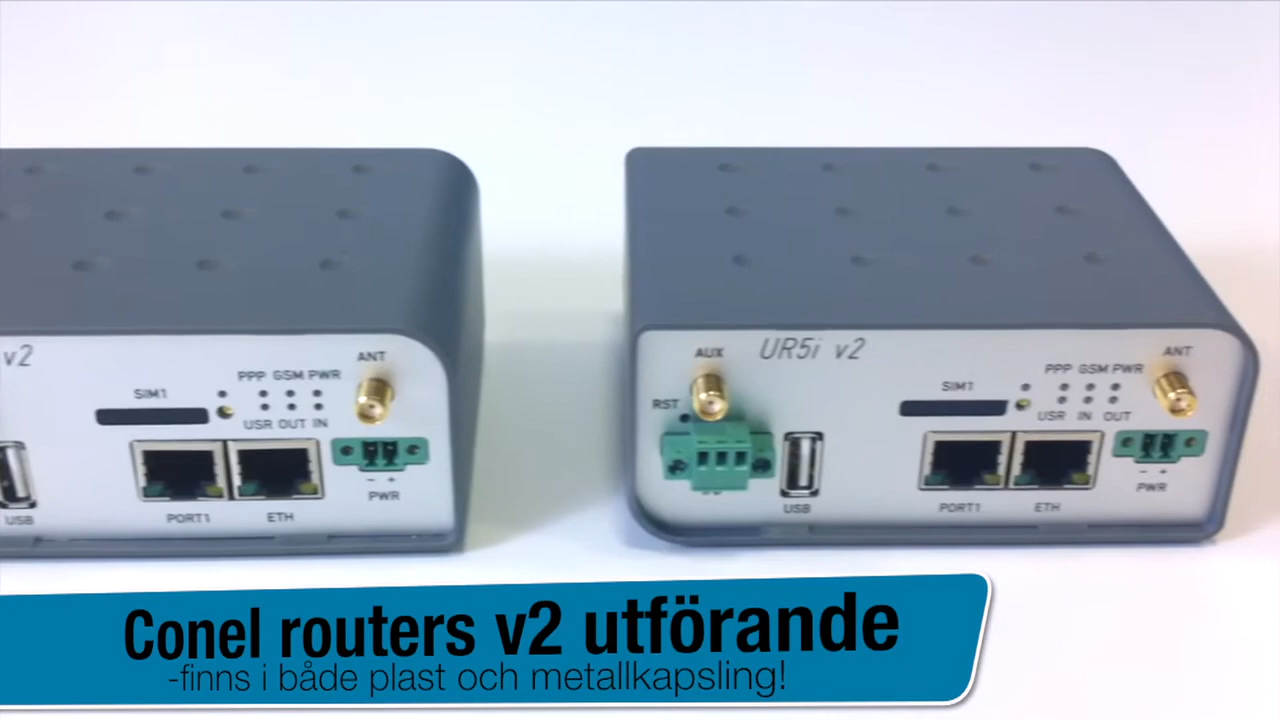 v2
ANT
PPP GSM PWR
SIM1
USR OUT IN
PWR
USB
PORT1
ETH
AUX
UR5i v2
ANT
PPP GSM PWR
SIM1
RST
USR IN OUT
PWR
USB
PORT1
ETH
Conel routers v2 utförande
-finns i både plast och metallkapsling!